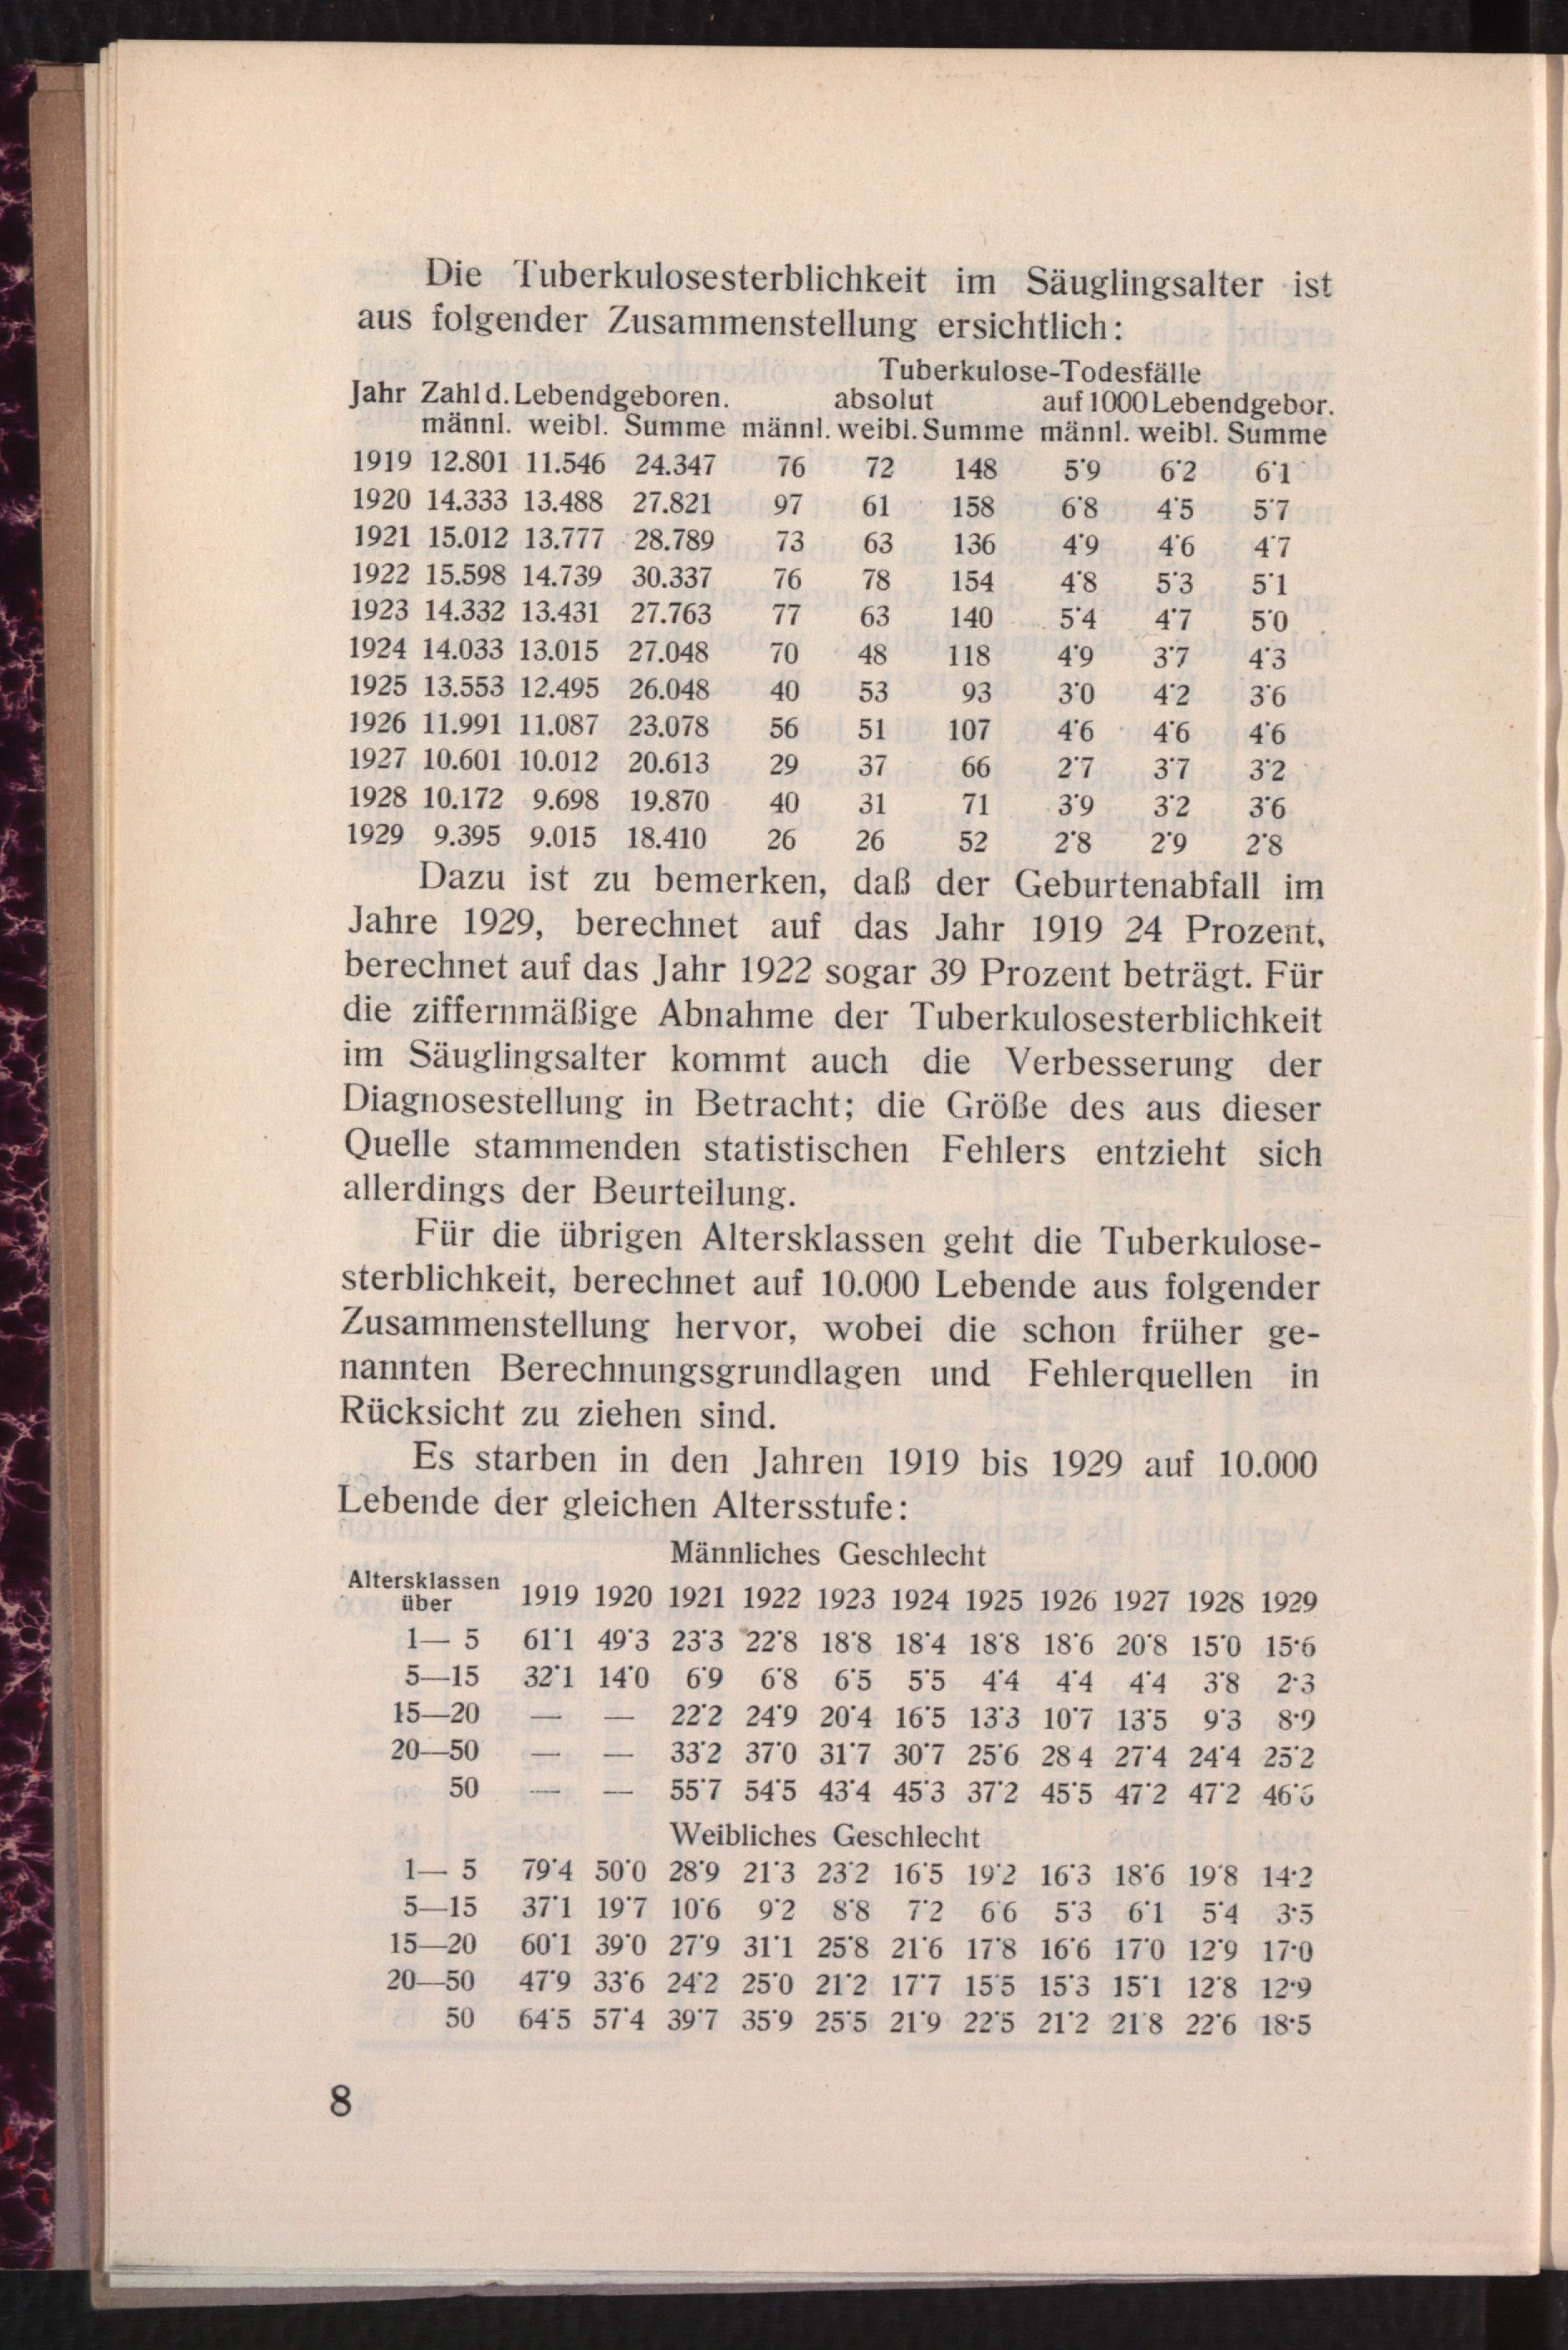 Die Tuberkulosesterblichkeit im Säuglingsalter ist
aus folgender Zusammenstellung ersichtlich:
Tuberkulose-Todesfälle
Jahr Zahl d. Lebendgeboren. absolut auf 1000 Lebendgebor.
männl. weibl. Summe männl. weibl. Summe männl. weibl. Summe
1919 12.801 11.546 24.347 76 72 148 5·9 6·2 6·1
1920 14.333 13.488 27.821 97 61 158 6·8 4·5 5·7
1921 15.012 13.777 28.789 73 63 136 4·9 4·6 4·7
1922 15.598 14.739 30.337 76 78 154 4·8 5·3 5·1
1923 14.332 13.431 27.763 77 63 140 5·4 4·7 5·0
1924 14.033 13.015 27.048 70 48 118 4·9 3·7 4·3
1925 13.553 12.495 26.048 40 53 93 3·0 4·2 3·6
1926 11.991 11.087 23.078 56 51 107 4·6 4·6 4·6
1927 10.601 10.012 20.613 29 37 66 2·7 3·7 3·2
1928 10.172 9.698 19.870 40 31 71 3·9 3·2 3·6
1929 9.395 9.015 18.410 26 26 52 2·8 2·9 2·8
Dazu ist zu bemerken, daß der Geburtenabfall im
Jahre 1929, berechnet auf das Jahr 1919 24 Prozent,
berechnet auf das Jahr 1922 sogar 39 Prozent beträgt. Für
die ziffernmäßige Abnahme der Tuberkulosesterblichkeit
im Säuglingsalter kommt auch die Verbesserung der
Diagnosestellung in Betracht; die Größe des aus dieser
Quelle stammenden statistischen Fehlers entzieht sich
allerdings der Beurteilung.
Für die übrigen Altersklassen geht die Tuberkulose-
sterblichkeit, berechnet auf 10.000 Lebende aus folgender
Zusammenstellung hervor, wobei die schon früher ge-
nannten Berechnungsgrundlagen und Fehlerquellen in
Rücksicht zu ziehen sind.
Es starben in den Jahren 1919 bis 1929 auf 10.000
Lebende der gleichen Altersstufe:
Männliches Geschlecht
Altersklassen
über 1919 1920 1921 1922 1923 1924 1925 1926 1927 1928 1929
1— 5 61·1 49·3 23·3 22·8 18·8 18·4 18·8 18·6 20·8 15·0 15·6
5—15 32·1 14·0 6·9 6·8 6·5 5·5 4·4 4·4 4·4 3·8 2·3
15—20 — — 22·2 24·9 20·4 16·5 13·3 10·7 13·5 9·3 8·9
20—50 — — 33·2 37·0 31·7 30·7 25·6 28 4 27·4 24·4 25·2
50 — — 55·7 54·5 43·4 45·3 37·2 45·5 47·2 47·2 46·6
Weibliches Geschlecht
1— 5 79·4 50·0 28·9 21·3 23·2 16·5 19·2 16·3 18·6 19·8 14·2
5—15 37·1 19·7 10·6 9·2 8·8 7·2 6·6 5·3 6·1 5·4 3·5
15—20 60·1 39·0 27·9 31·1 25·8 21·6 17·8 16·6 17·0 12·9 17·0
20—50 47·9 33·6 24·2 25·0 21·2 17·7 15·5 15·3 15·1 12·8 12·9
50 64·5 57·4 39·7 35·9 25·5 21·9 22·5 21·2 21·8 22·6 18·5
8